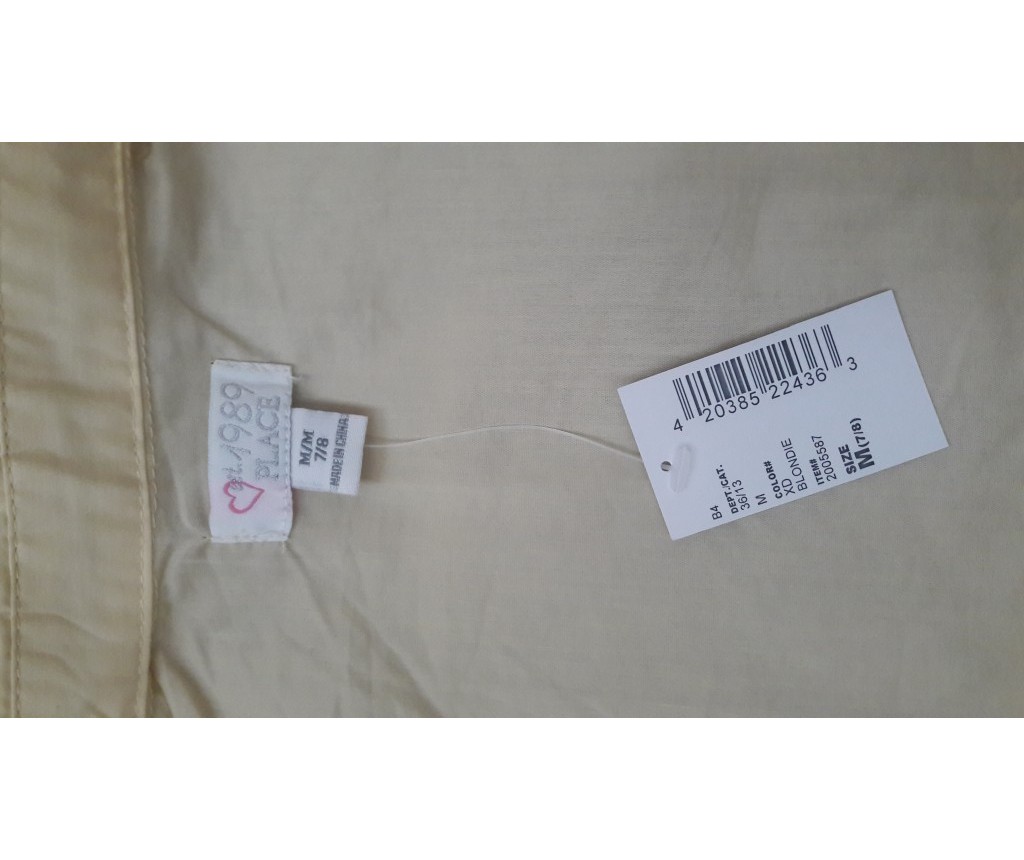 est.1989
PLACE
M/M
7/8
MADE IN CHINA
4 20385 22436 3
B4
DEPT./CAT.
36/13
M
COLOR#
XD
BLONDIE
ITEM#
2005587
SIZE
M(7/8)